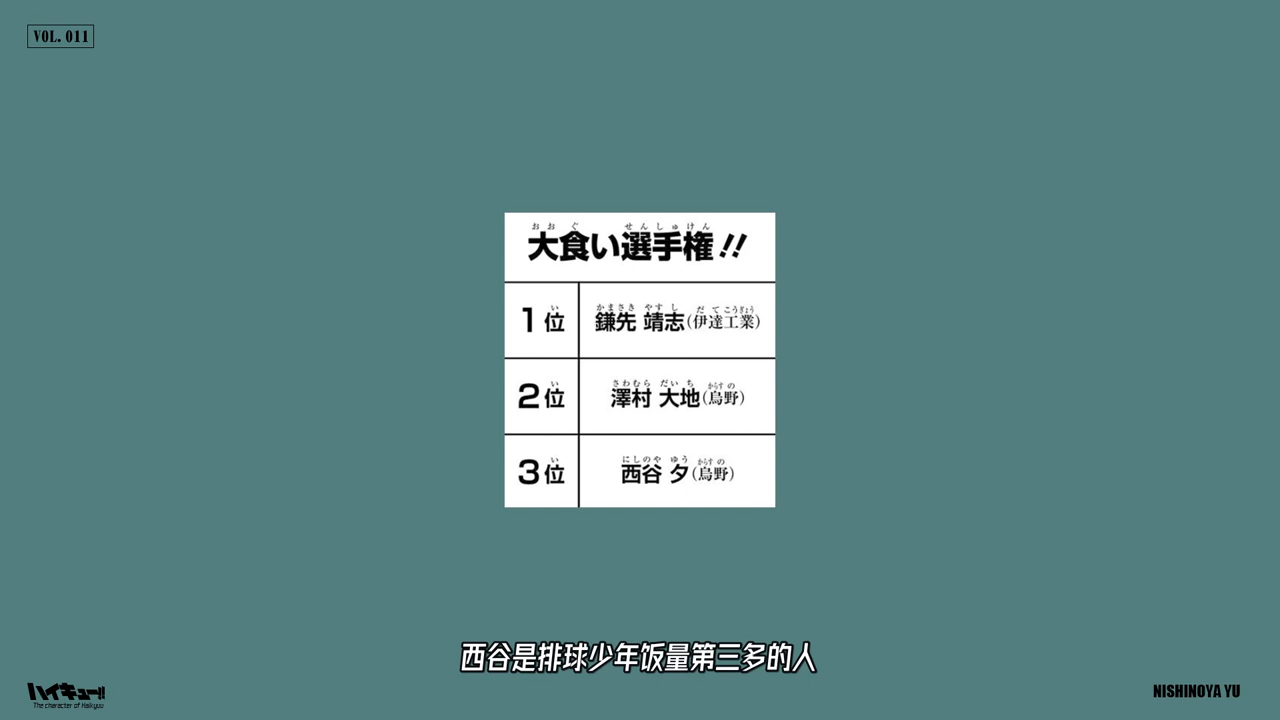 VOL. 011
おお ぐ せんしゅけん
大食い選手権!!
い かまさき やすし だてこうぎょう
1位 鎌先 靖志(伊達工業)
い さわむら だいち からすの
2位 澤村 大地(烏野)
い にしのや ゆう からすの
3位 西谷 夕(烏野)
西谷是排球少年饭量第三多的人
ハイキュー!!
The character of Haikyuu
NISHINOYA YU